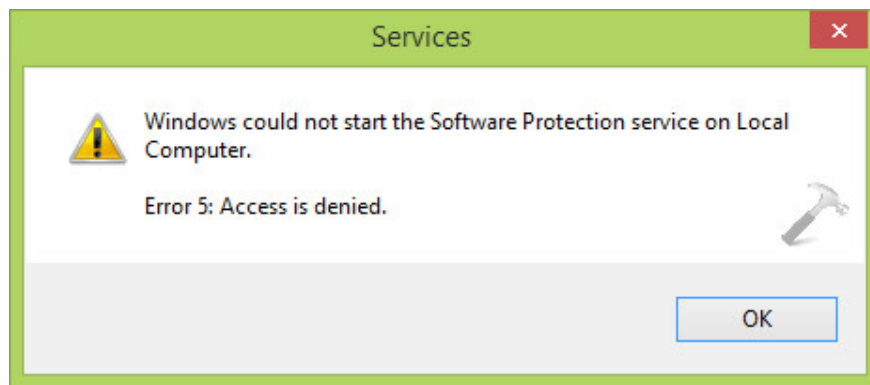 Services
Windows could not start the Software Protection service on Local
Computer.
Error 5: Access is denied.
OK